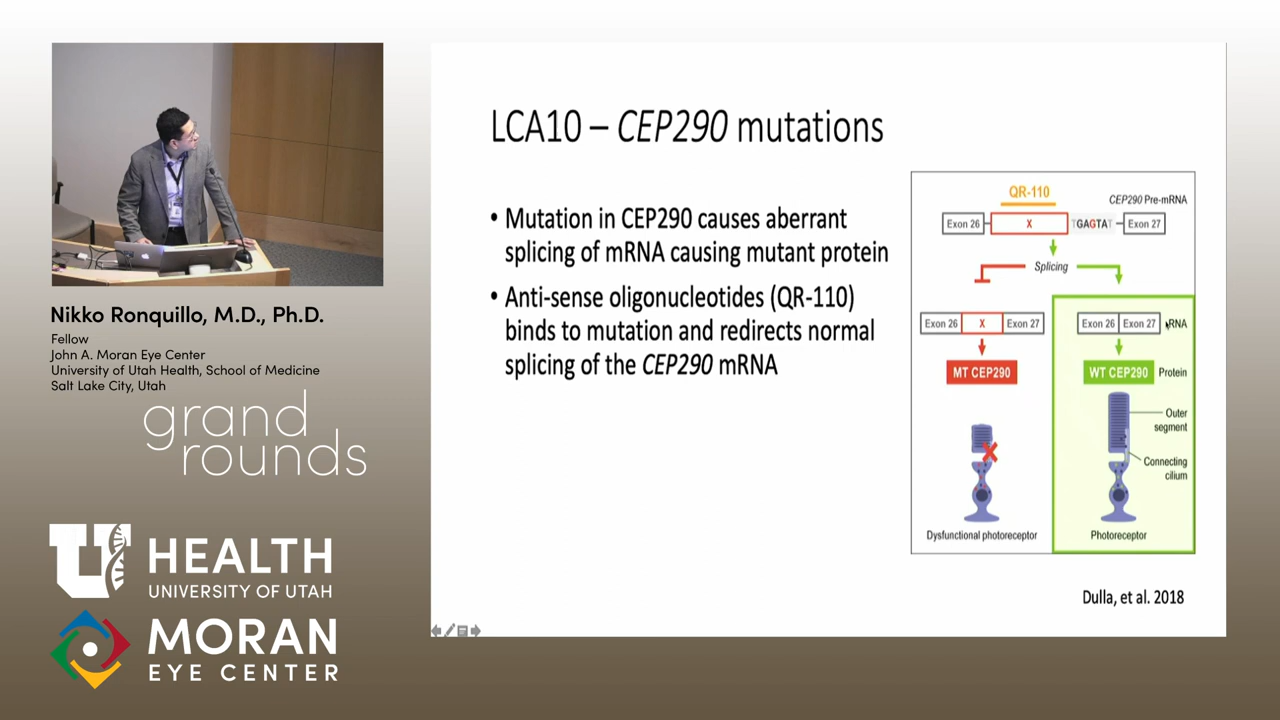 Nikko Ronquillo, M.D., Ph.D.
Fellow
John A. Moran Eye Center
University of Utah Health, School of Medicine
Salt Lake City, Utah
grand
rounds
U HEALTH
UNIVERSITY OF UTAH
MORAN
EYE CENTER
LCA10 – CEP290 mutations
• Mutation in CEP290 causes aberrant
splicing of mRNA causing mutant protein
• Anti-sense oligonucleotides (QR-110)
binds to mutation and redirects normal
splicing of the CEP290 mRNA
QR-110
CEP290 Pre-mRNA
Exon 26 X TGAGTAT Exon 27
Splicing
Exon 26 X Exon 27
Exon 26 Exon 27 RNA
MT CEP290
WT CEP290 Protein
Outer
segment
Connecting
cilium
Dysfunctional photoreceptor
Photoreceptor
Dulla, et al. 2018